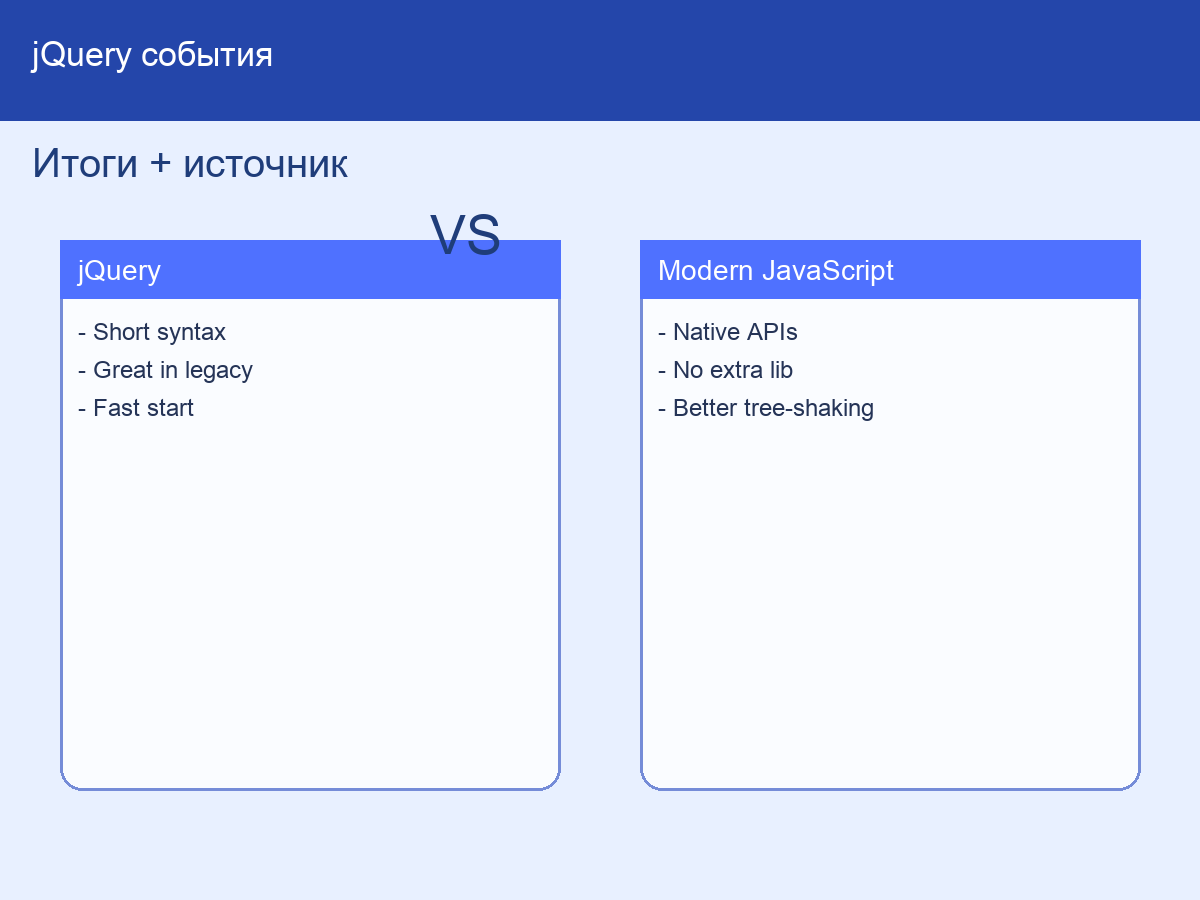 jQuery события
Итоги + источник
VS
jQuery
- Short syntax
- Great in legacy
- Fast start
Modern JavaScript
- Native APIs
- No extra lib
- Better tree-shaking